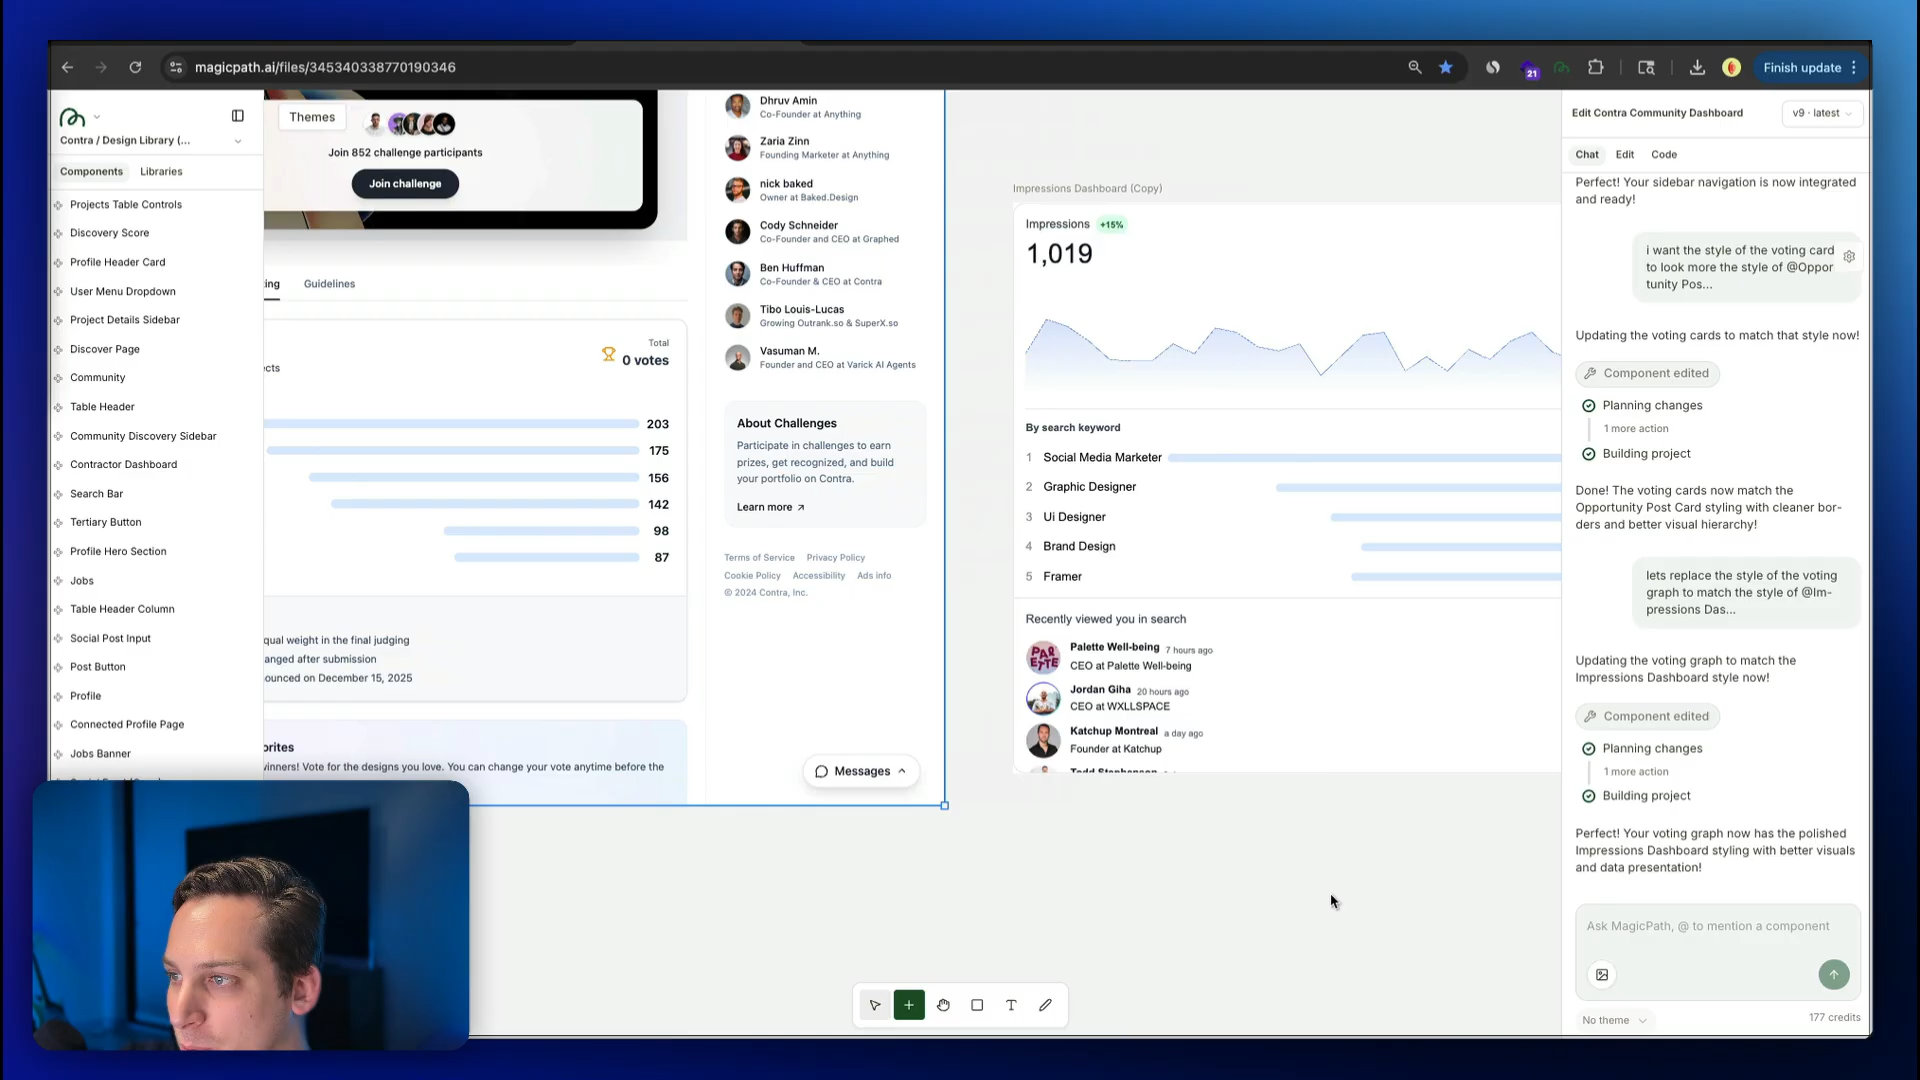 magicpath.ai/files/345340338770190346
21
Finish update
Contra / Design Library (...
Components
Libraries
Projects Table Controls
Discovery Score
Profile Header Card
User Menu Dropdown
Project Details Sidebar
Discover Page
Community
Table Header
Community Discovery Sidebar
Contractor Dashboard
Search Bar
Tertiary Button
Profile Hero Section
Jobs
Table Header Column
Social Post Input
Post Button
Profile
Connected Profile Page
Jobs Banner
Themes
Join 852 challenge participants
Join challenge
ing
Guidelines
Total
0 votes
cts
203
175
156
142
98
87
qual weight in the final judging
anged after submission
ounced on December 15, 2025
orites
winners! Vote for the designs you love. You can change your vote anytime before the
Dhruv Amin
Co-Founder at Anything
Zaria Zinn
Founding Marketer at Anything
nick baked
Owner at Baked.Design
Cody Schneider
Co-Founder and CEO at Graphed
Ben Huffman
Co-Founder & CEO at Contra
Tibo Louis-Lucas
Growing Outrank.so & SuperX.so
Vasuman M.
Founder and CEO at Varick AI Agents
About Challenges
Participate in challenges to earn
prizes, get recognized, and build
your portfolio on Contra.
Learn more
Terms of Service
Privacy Policy
Cookie Policy
Accessibility
Ads info
© 2024 Contra, Inc.
Messages
Impressions Dashboard (Copy)
Impressions
+15%
1,019
By search keyword
1 Social Media Marketer
2 Graphic Designer
3 Ui Designer
4 Brand Design
5 Framer
Recently viewed you in search
Palette Well-being 7 hours ago
CEO at Palette Well-being
Jordan Giha 20 hours ago
CEO at WXLLSPACE
Katchup Montreal a day ago
Founder at Katchup
PAL
ETTE
Edit Contra Community Dashboard
v9 · latest
Chat
Edit
Code
Perfect! Your sidebar navigation is now integrated
and ready!
i want the style of the voting card
to look more the style of @Oppor
tunity Pos...
Updating the voting cards to match that style now!
Component edited
Planning changes
1 more action
Building project
Done! The voting cards now match the
Opportunity Post Card styling with cleaner bor-
ders and better visual hierarchy!
lets replace the style of the voting
graph to match the style of @Im-
pressions Das...
Updating the voting graph to match the
Impressions Dashboard style now!
Component edited
Planning changes
1 more action
Building project
Perfect! Your voting graph now has the polished
Impressions Dashboard styling with better visuals
and data presentation!
Ask MagicPath, @ to mention a component
No theme
177 credits
T